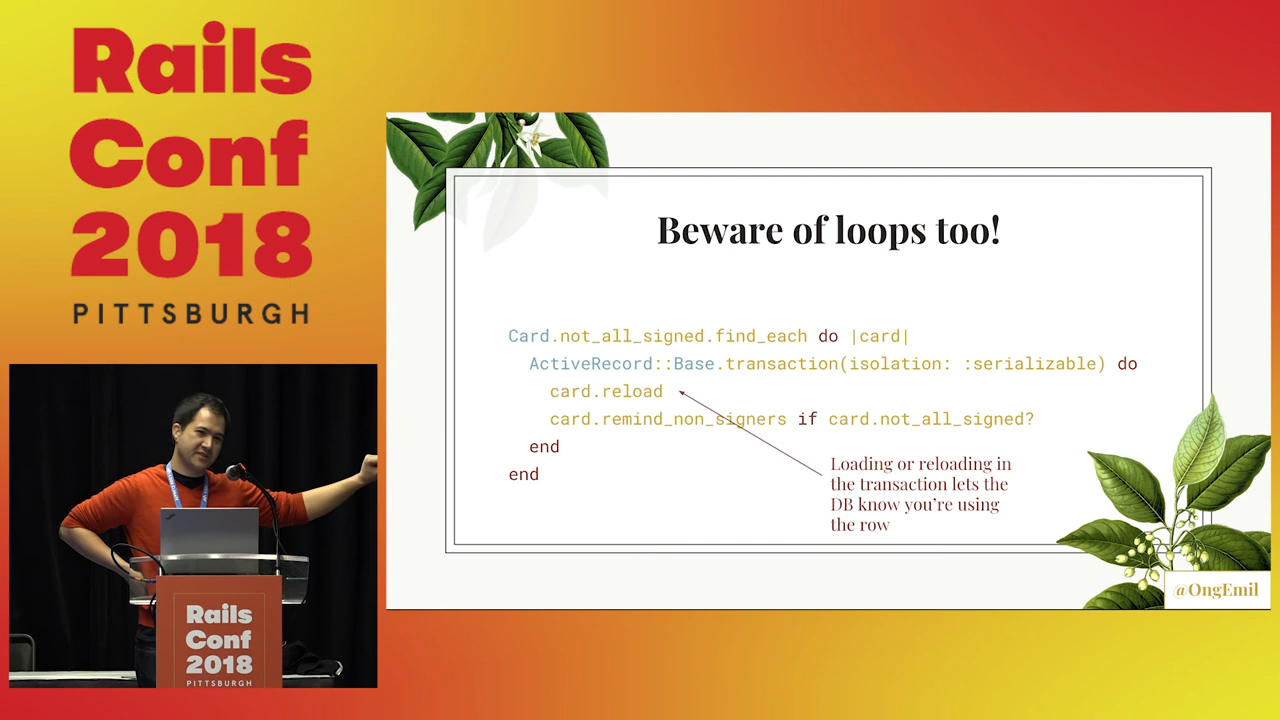 Rails
Conf
2018
PITTSBURGH
Beware of loops too!
Card.not_all_signed.find_each do |card|
ActiveRecord::Base.transaction(isolation: :serializable) do
card.reload
card.remind_non_signers if card.not_all_signed?
end
end
Loading or reloading in
the transaction lets the
DB know you're using
the row
@OngEmil
Rails
Conf
2018
PITTSBURGH